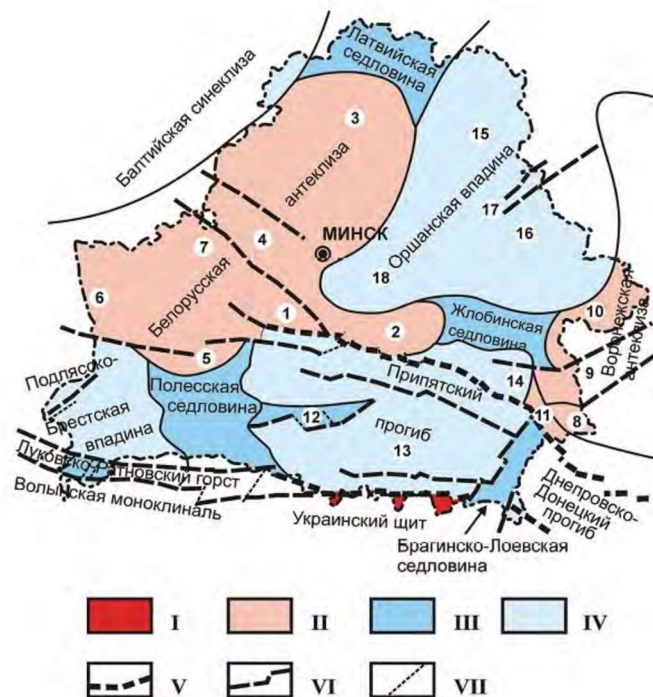 Латвийская
седловина
Балтийская синеклиза
3
15
антеклиза
Оршанская впадина
17
7
4
МИНСК
16
18
6
Белорусская
1
10
Воронежская
антеклиза
2
Жлобинская
седловина
9
5
Подлясско-
Брестская
впадина
Полесская
седловина
Припятский
прогиб
14
12
11
8
13
Луковско-Ратновский горст
Волынская моноклиналь
Украинский щит
Днепровско-
Донецкий
прогиб
Брагинско-Лоевская
седловина
I II III IV
V VI VII